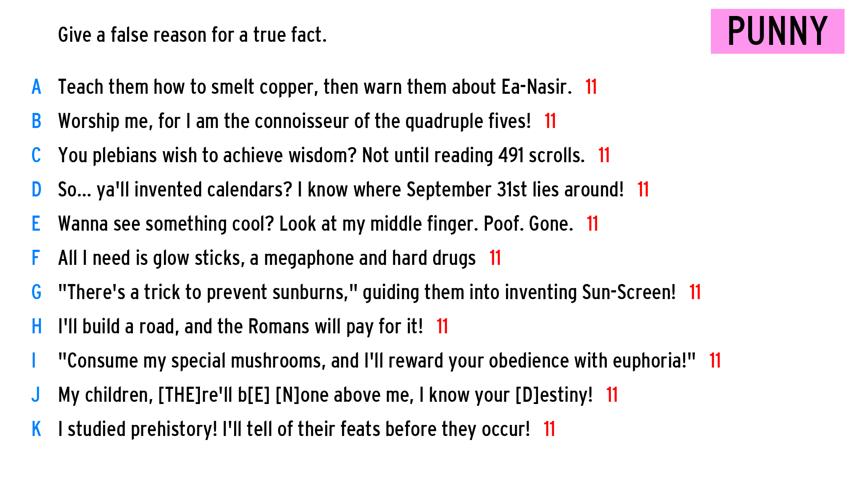 Give a false reason for a true fact.
PUNNY
A Teach them how to smelt copper, then warn them about Ea-Nasir. 11
B Worship me, for I am the connoisseur of the quadruple fives! 11
C You plebians wish to achieve wisdom? Not until reading 491 scrolls. 11
D So... ya'll invented calendars? I know where September 31st lies around! 11
E Wanna see something cool? Look at my middle finger. Poof. Gone. 11
F All I need is glow sticks, a megaphone and hard drugs 11
G "There's a trick to prevent sunburns," guiding them into inventing Sun-Screen! 11
H I'll build a road, and the Romans will pay for it! 11
I "Consume my special mushrooms, and I'll reward your obedience with euphoria!" 11
J My children, [THE]re'll b[E] [N]one above me, I know your [D]estiny! 11
K I studied prehistory! I'll tell of their feats before they occur! 11